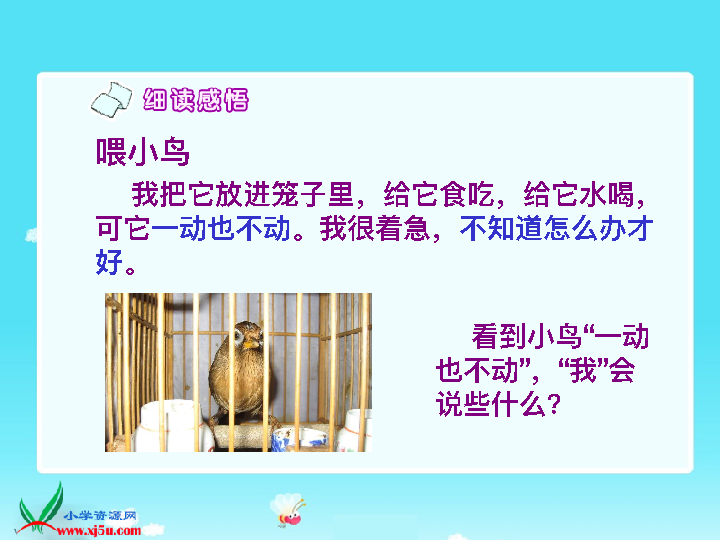 细读感悟
喂小鸟
我把它放进笼子里，给它食吃，给它水喝，
可它一动也不动。我很着急，不知道怎么办才
好。
看到小鸟“一动
也不动”，“我”会
说些什么？
小学资源网
www.xj5u.com